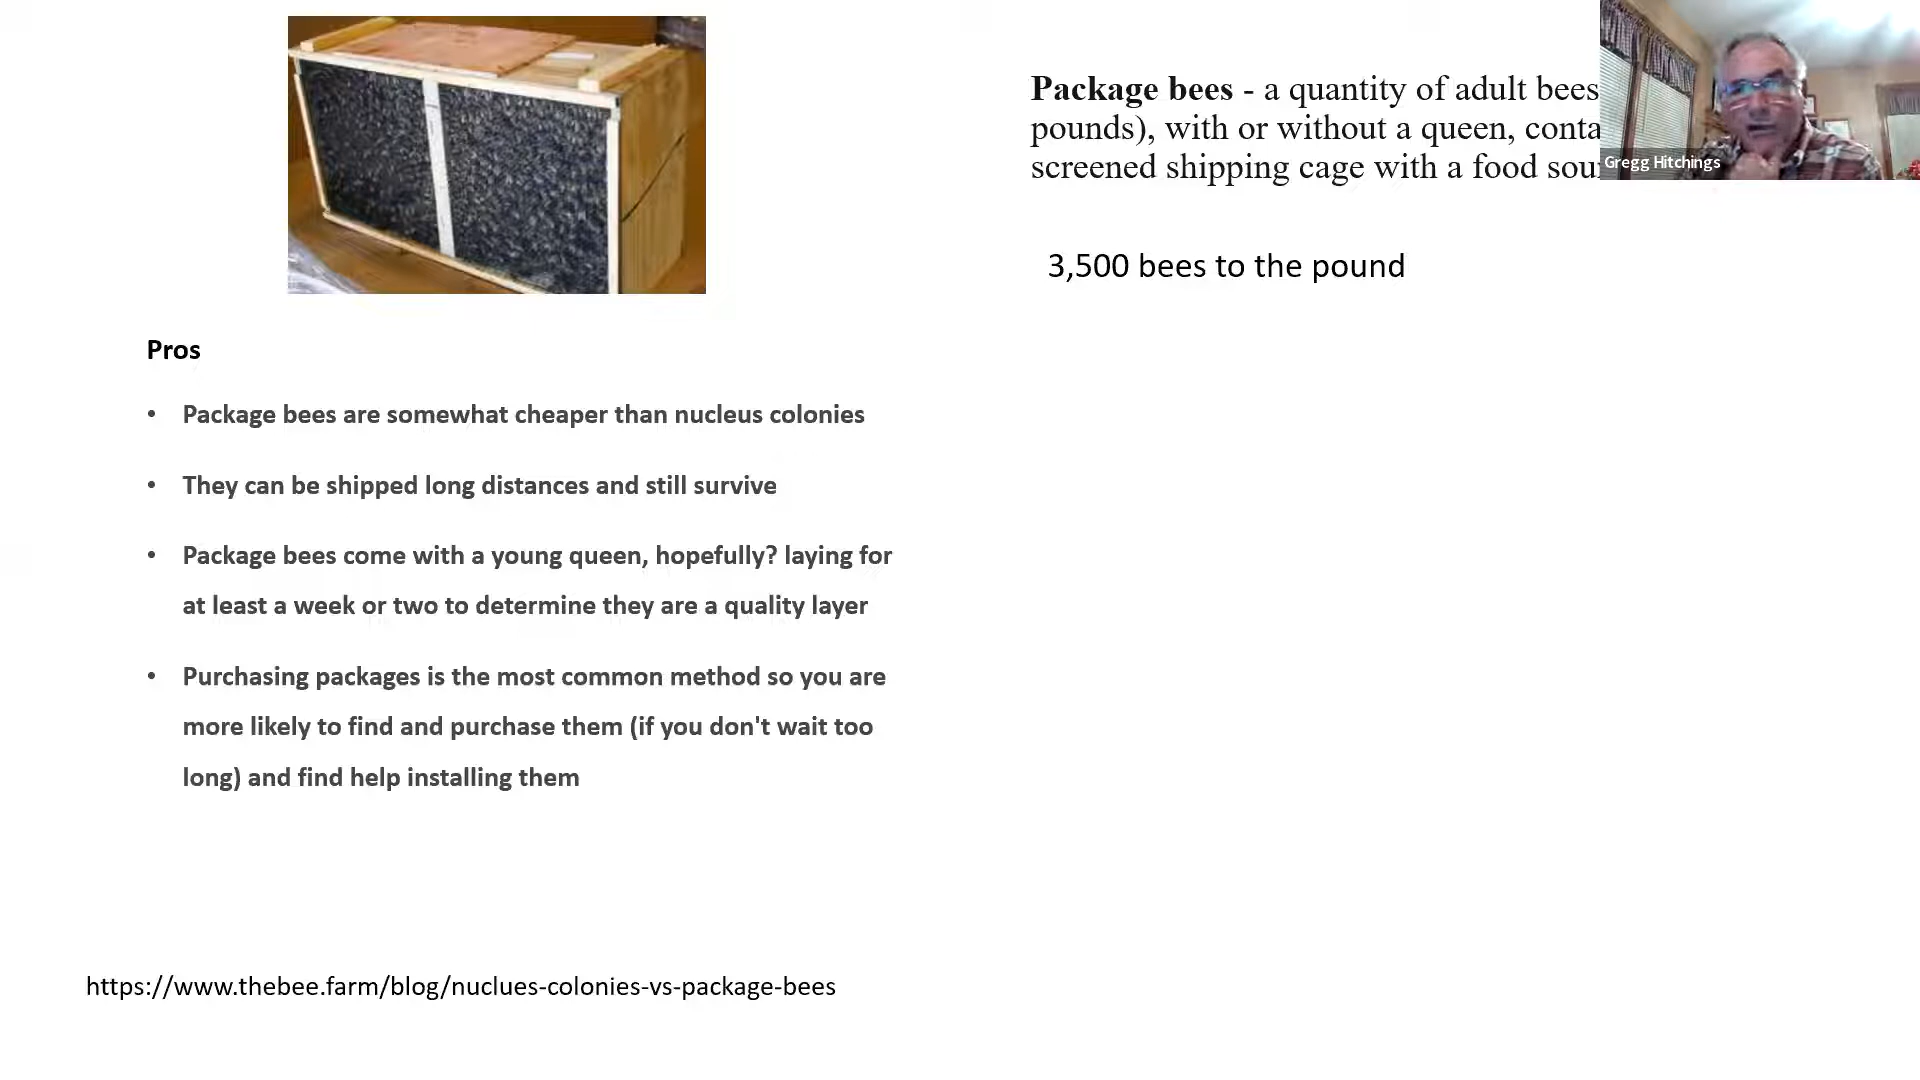 Package bees - a quantity of adult bees
pounds), with or without a queen, conta
screened shipping cage with a food sou
Gregg Hitchings
3,500 bees to the pound
Pros
• Package bees are somewhat cheaper than nucleus colonies
• They can be shipped long distances and still survive
• Package bees come with a young queen, hopefully? laying for
at least a week or two to determine they are a quality layer
• Purchasing packages is the most common method so you are
more likely to find and purchase them (if you don't wait too
long) and find help installing them
https://www.thebee.farm/blog/nuclues-colonies-vs-package-bees